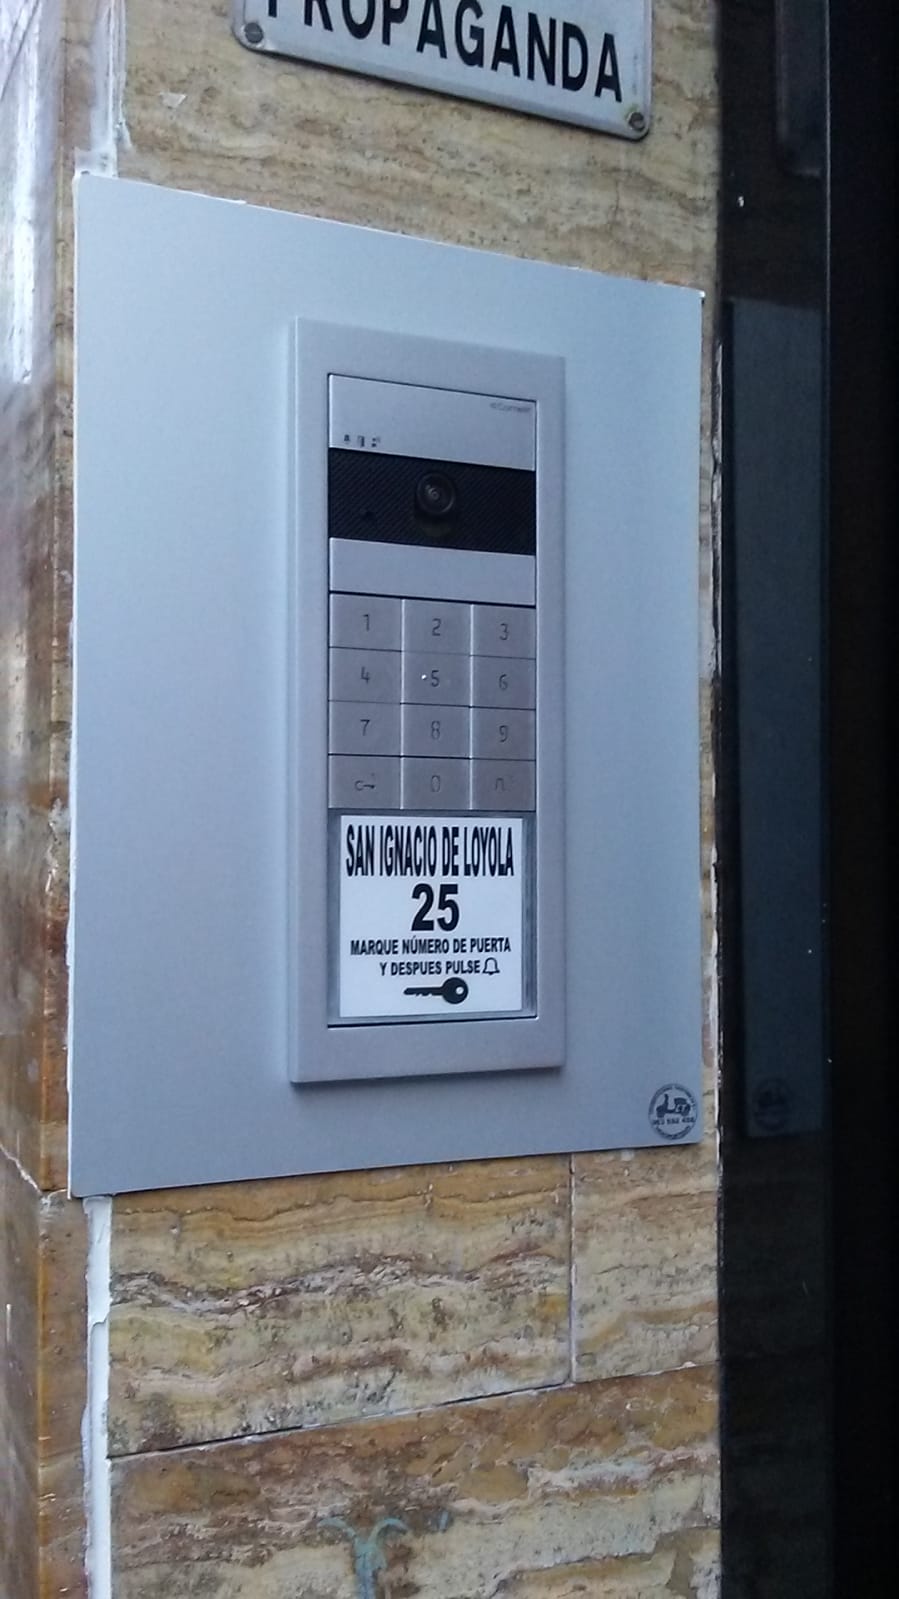 PROPAGANDA
Comelit
1 2 3
4 5 6
7 8 9
0
SAN IGNACIO DE LOYOLA
25
MARQUE NÚMERO DE PUERTA
Y DESPUES PULSE